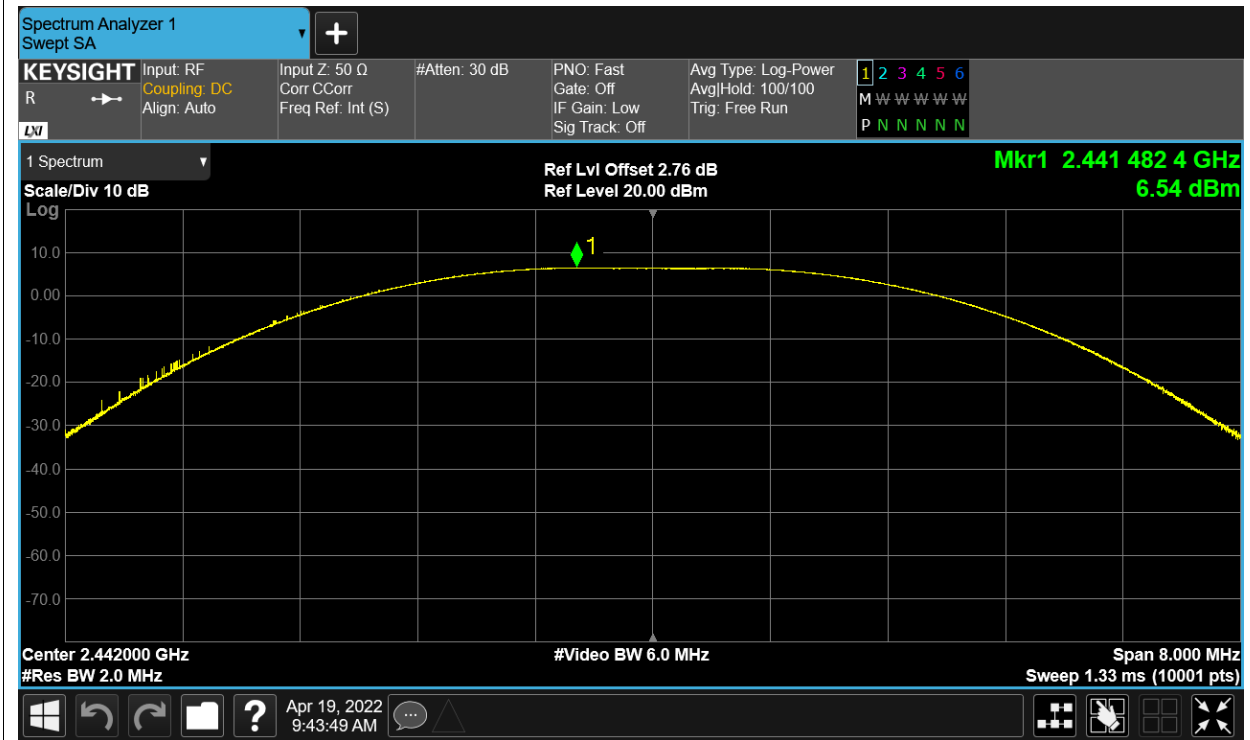 Spectrum Analyzer 1
Swept SA
KEYSIGHT
R
LXI
Input: RF
Coupling: DC
Align: Auto
Input Z: 50 Ω
Corr CCorr
Freq Ref: Int (S)
#Atten: 30 dB
PNO: Fast
Gate: Off
IF Gain: Low
Sig Track: Off
Avg Type: Log-Power
Avg|Hold: 100/100
Trig: Free Run
1 2 3 4 5 6
M W W W W W
P N N N N N
1 Spectrum
Scale/Div 10 dB
Log
Ref Lvl Offset 2.76 dB
Ref Level 20.00 dBm
Mkr1 2.441 482 4 GHz
6.54 dBm
1
10.0
0.00
-10.0
-20.0
-30.0
-40.0
-50.0
-60.0
-70.0
Center 2.442000 GHz
#Res BW 2.0 MHz
#Video BW 6.0 MHz
Span 8.000 MHz
Sweep 1.33 ms (10001 pts)
?
Apr 19, 2022
9:43:49 AM